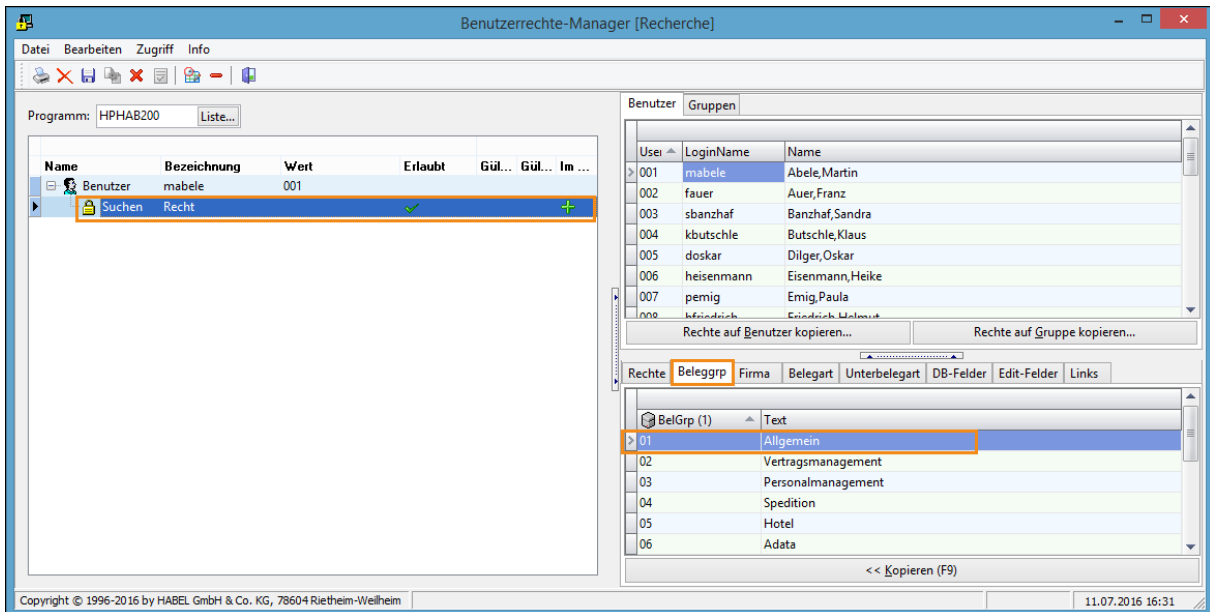 Benutzerrechte-Manager [Recherche]
Datei Bearbeiten Zugriff Info
Programm: HPHAB200 Liste...
Name Bezeichnung Wert Erlaubt Gül... Gül... Im ...
Benutzer mabele 001
Suchen Recht
Benutzer Gruppen
User LoginName Name
001 mabele Abele,Martin
002 fauer Auer,Franz
003 sbanzhaf Banzhaf,Sandra
004 kbutschle Butschle,Klaus
005 doskar Dilger,Oskar
006 heisenmann Eisenmann,Heike
007 pemig Emig,Paula
008 hfriedrich Friedrich,Helmut
Rechte auf Benutzer kopieren... Rechte auf Gruppe kopieren...
Rechte Beleggrp Firma Belegart Unterbelegart DB-Felder Edit-Felder Links
BelGrp (1) Text
01 Allgemein
02 Vertragsmanagement
03 Personalmanagement
04 Spedition
05 Hotel
06 Adata
<< Kopieren (F9)
Copyright © 1996-2016 by HABEL GmbH & Co. KG, 78604 Rietheim-Weilheim 11.07.2016 16:31